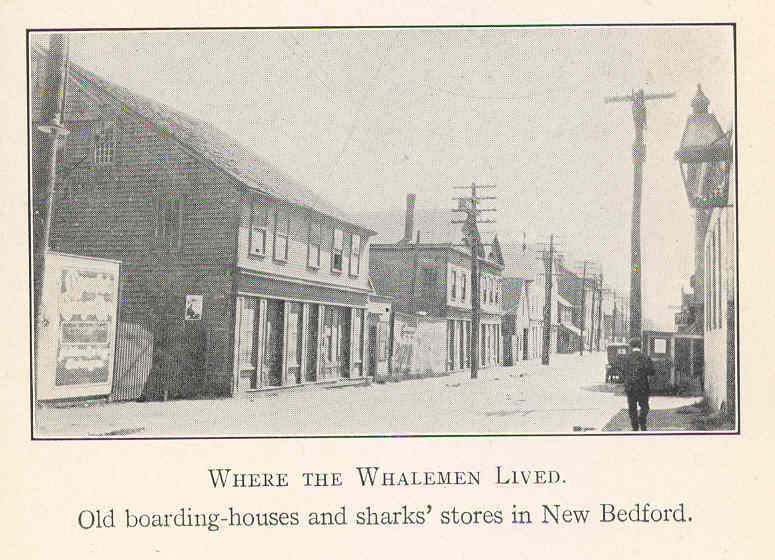 Where the Whalemen Lived.
Old boarding-houses and sharks' stores in New Bedford.